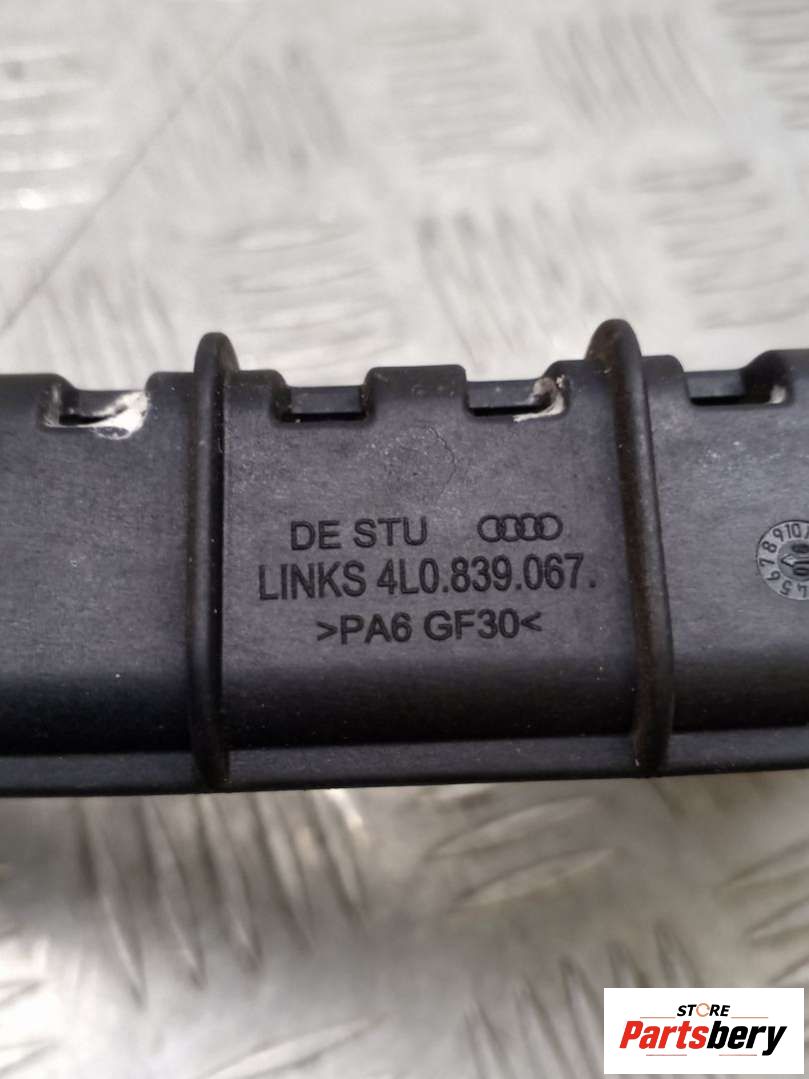 DE STU
LINKS 4L0.839.067.
>PA6 GF30<
STORE
Partsbery